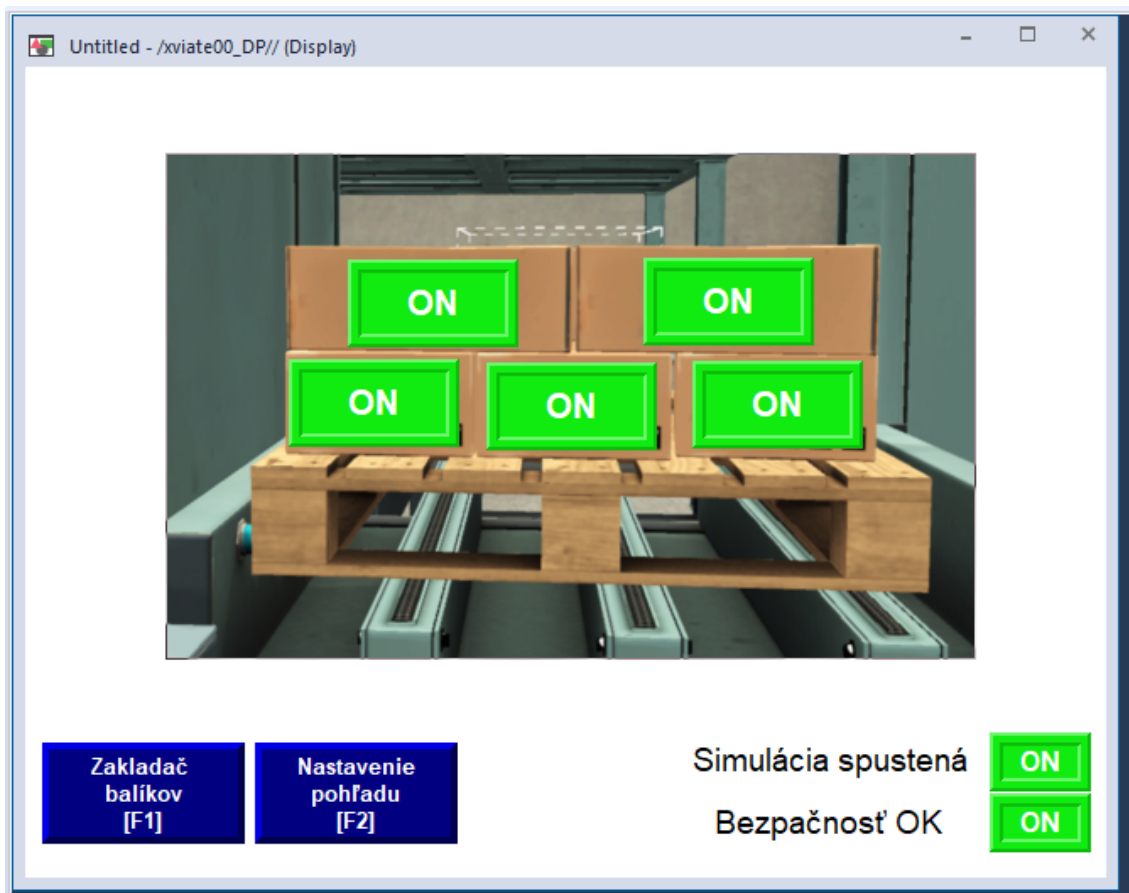 Untitled - /xviate00_DP// (Display)
ON
ON
ON
ON
ON
Zakladač
balíkov
[F1]
Nastavenie
pohľadu
[F2]
Simulácia spustená
ON
Bezpačnosť OK
ON